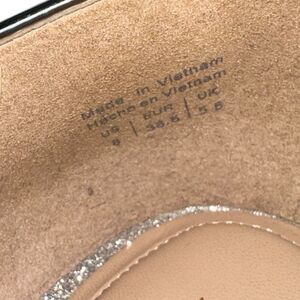 Made in Vietnam
Hecho en Vietnam
US | EUR | UK
8 | 38.5 | 5.5